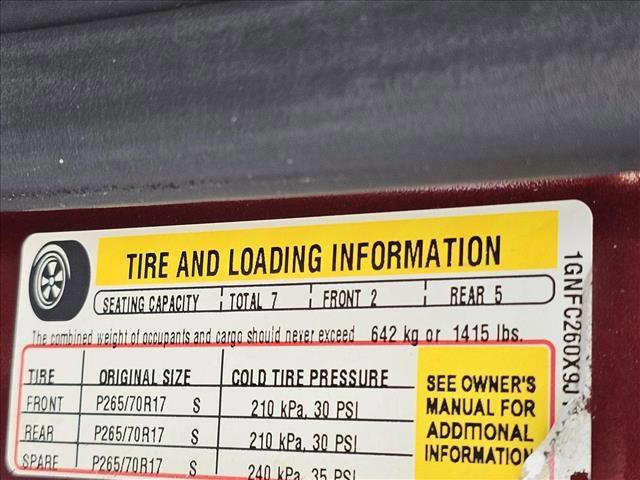 TIRE AND LOADING INFORMATION
SEATING CAPACITY TOTAL 7 FRONT 2 REAR 5
The combined weight of occupants and cargo should never exceed 642 kg or 1415 lbs.
TIRE ORIGINAL SIZE COLD TIRE PRESSURE
FRONT P265/70R17 S 210 kPa, 30 PSI
REAR P265/70R17 S 210 kPa, 30 PSI
SPARE P265/70R17 S 240 kPa, 35 PSI
SEE OWNER'S
MANUAL FOR
ADDITIONAL
INFORMATION
1GNFC260X9J